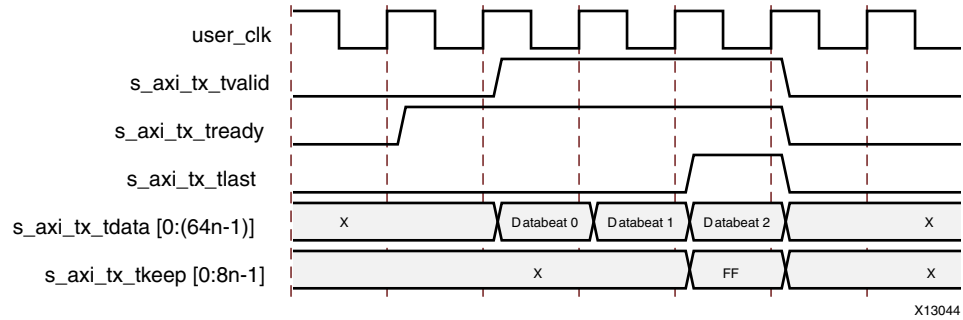 user_clk
s_axi_tx_tvalid
s_axi_tx_tready
s_axi_tx_tlast
s_axi_tx_tdata [0:(64n-1)] X Databeat 0 Databeat 1 Databeat 2 X
s_axi_tx_tkeep [0:8n-1] X FF X
X13044